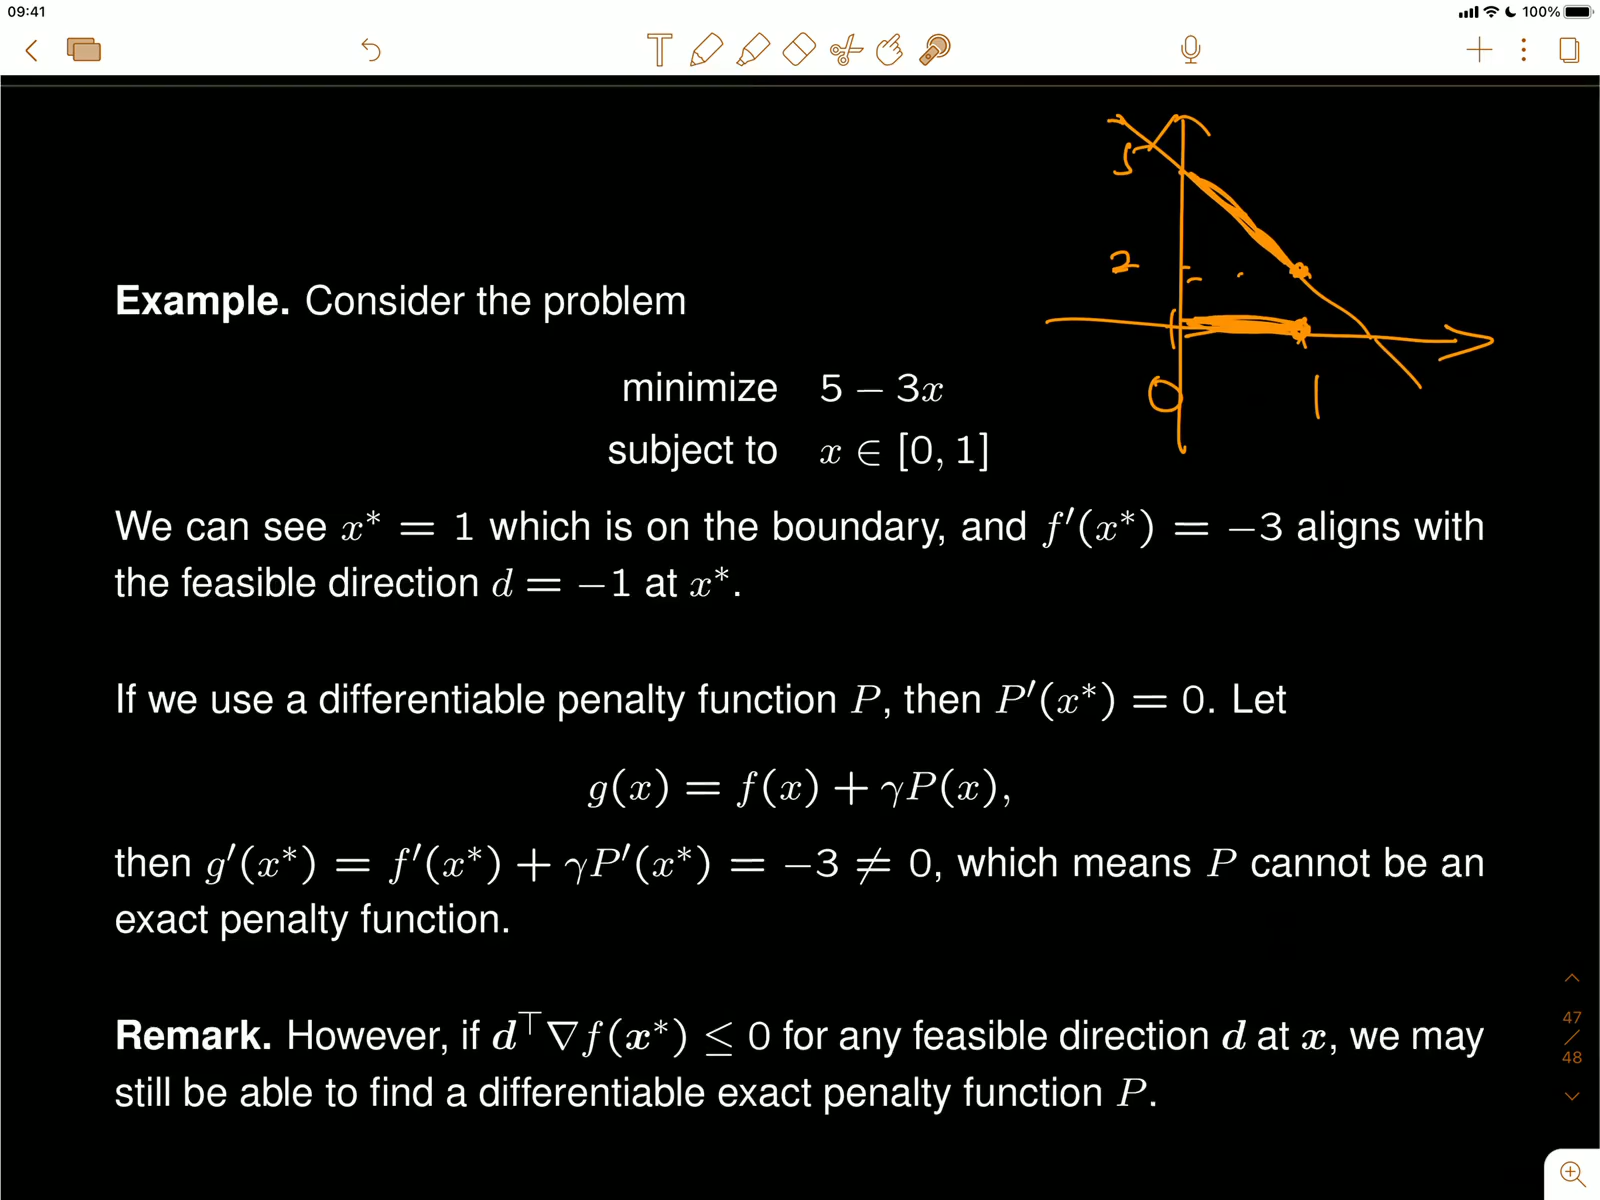 09:41
100%
T
5
2
Example. Consider the problem
minimize 5 − 3x
0 1
subject to x ∈ [0, 1]
We can see x* = 1 which is on the boundary, and f′(x*) = −3 aligns with
the feasible direction d = −1 at x*.
If we use a differentiable penalty function P, then P′(x*) = 0. Let
g(x) = f(x) + γP(x),
then g′(x*) = f′(x*) + γP′(x*) = −3 ≠ 0, which means P cannot be an
exact penalty function.
47
/
48
Remark. However, if d⊤∇f(x*) ≤ 0 for any feasible direction d at x, we may
still be able to find a differentiable exact penalty function P.